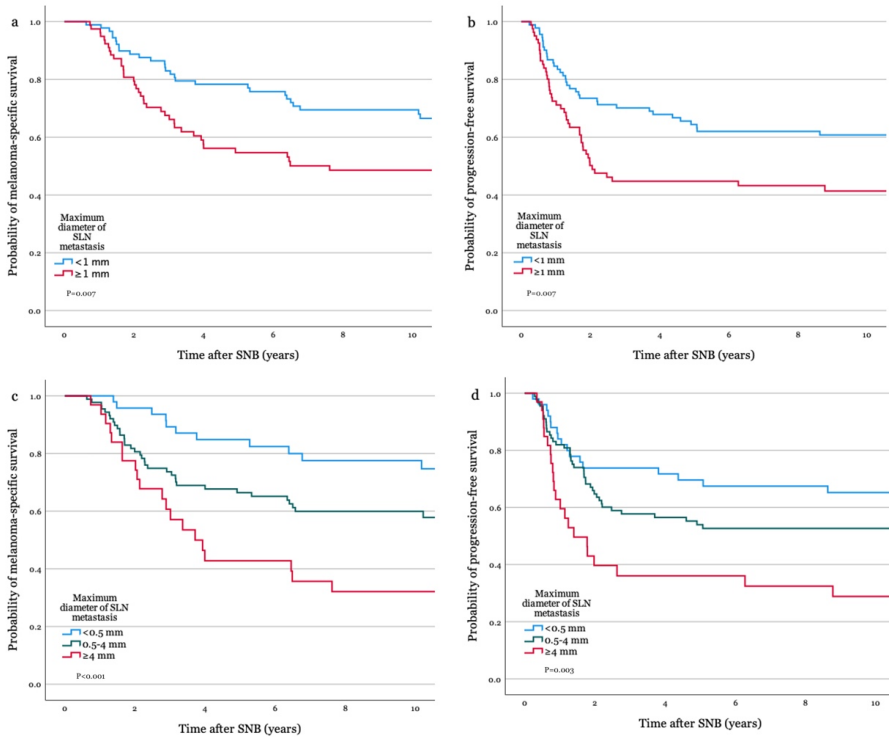 a
Probability of melanoma-specific survival
1.0
0.8
0.6
0.4
0.2
0.0
Maximum
diameter of
SLN
metastasis
<1 mm
≥1 mm
P=0.007
0 2 4 6 8 10
Time after SNB (years)
b
Probability of progression-free survival
1.0
0.8
0.6
0.4
0.2
0.0
Maximum
diameter of
SLN
metastasis
<1 mm
≥1 mm
P=0.007
0 2 4 6 8 10
Time after SNB (years)
c
Probability of melanoma-specific survival
1.0
0.8
0.6
0.4
0.2
0.0
Maximum
diameter of SLN
metastasis
<0.5 mm
0.5-4 mm
≥4 mm
P<0.001
0 2 4 6 8 10
Time after SNB (years)
d
Probability of progression-free survival
1.0
0.8
0.6
0.4
0.2
0.0
Maximum
diameter of SLN
metastasis
<0.5 mm
0.5-4 mm
≥4 mm
P=0.003
0 2 4 6 8 10
Time after SNB (years)